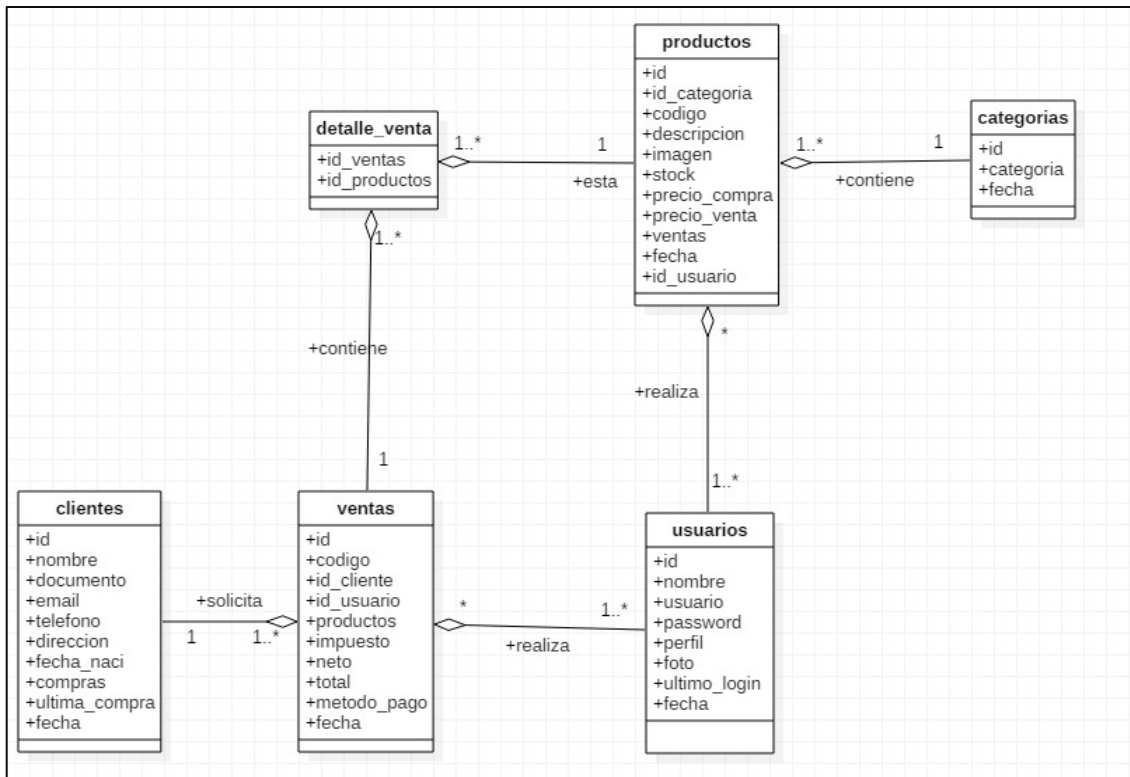 productos
+id
+id_categoria
+codigo
+descripcion
+imagen
+stock
+precio_compra
+precio_venta
+ventas
+fecha
+id_usuario
detalle_venta
+id_ventas
+id_productos
1..*
1
+esta
1..*
1
+contiene
categorias
+id
+categoria
+fecha
1..*
+contiene
1
*
+realiza
1..*
clientes
+id
+nombre
+documento
+email
+telefono
+direccion
+fecha_naci
+compras
+ultima_compra
+fecha
+solicita
1
1..*
ventas
+id
+codigo
+id_cliente
+id_usuario
+productos
+impuesto
+neto
+total
+metodo_pago
+fecha
*
1..*
+realiza
usuarios
+id
+nombre
+usuario
+password
+perfil
+foto
+ultimo_login
+fecha